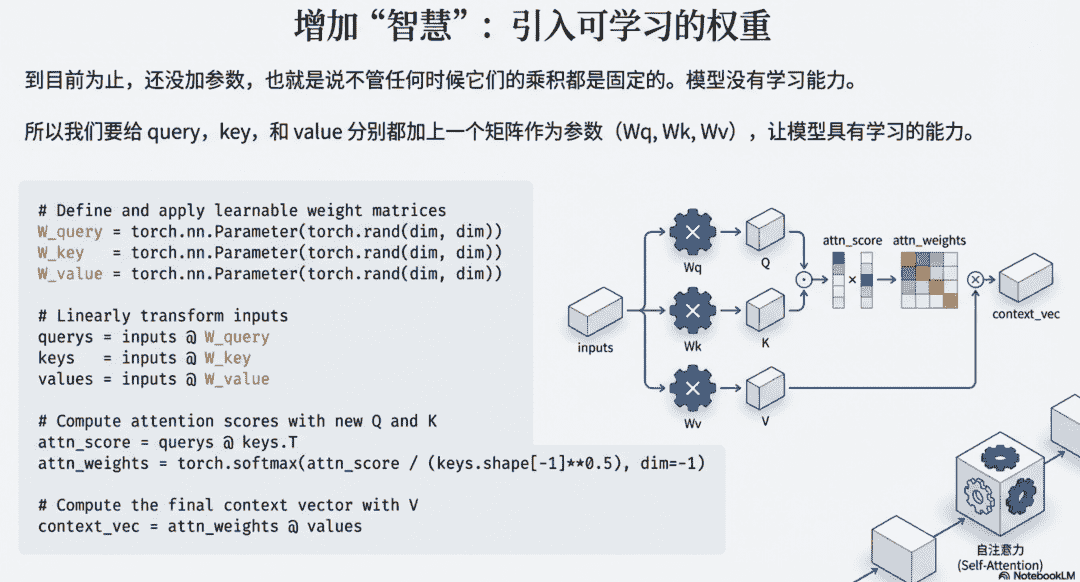 增加“智慧”：引入可学习的权重
到目前为止，还没加参数，也就是说不管任何时候它们的乘积都是固定的。模型没有学习能力。
所以我们要给 query，key，和 value 分别都加上一个矩阵作为参数（Wq, Wk, Wv），让模型具有学习的能力。
# Define and apply learnable weight matrices
W_query = torch.nn.Parameter(torch.rand(dim, dim))
W_key   = torch.nn.Parameter(torch.rand(dim, dim))
W_value = torch.nn.Parameter(torch.rand(dim, dim))
# Linearly transform inputs
querys = inputs @ W_query
keys   = inputs @ W_key
values = inputs @ W_value
# Compute attention scores with new Q and K
attn_score = querys @ keys.T
attn_weights = torch.softmax(attn_score / (keys.shape[-1]**0.5), dim=-1)
# Compute the final context vector with V
context_vec = attn_weights @ values
inputs
Wq
Q
Wk
K
Wv
V
attn_score
attn_weights
context_vec
自注意力
(Self-Attention)
NotebookLM